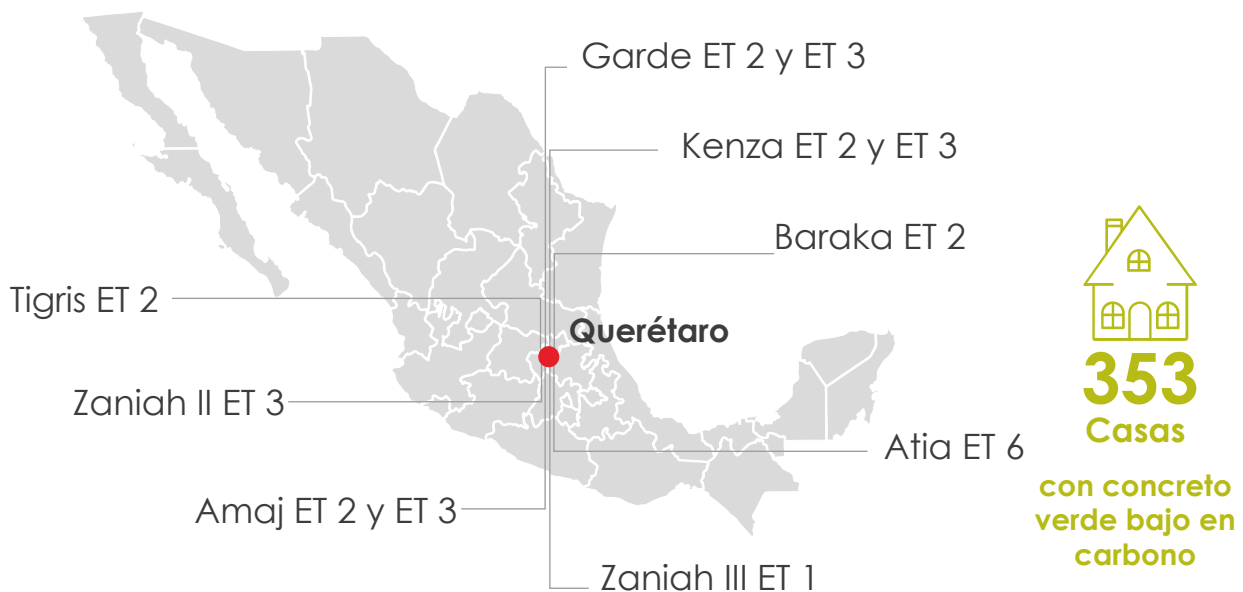 Garde ET 2 y ET 3
Kenza ET 2 y ET 3
Baraka ET 2
Tigris ET 2
Querétaro
Zaniah II ET 3
Atia ET 6
Amaj ET 2 y ET 3
Zaniah III ET 1
353
Casas
con concreto
verde bajo en
carbono